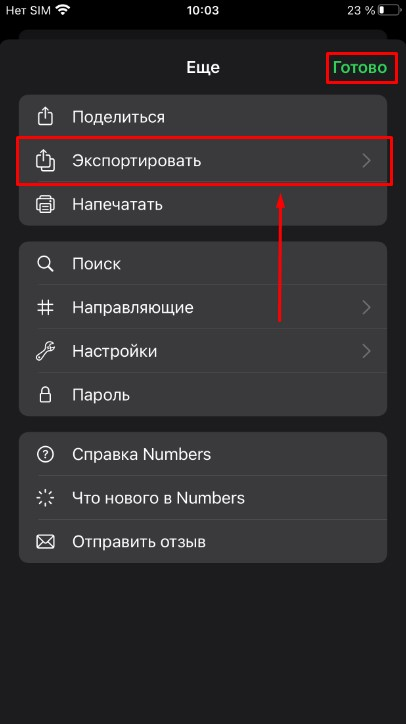 Нет SIM 10:03 23 %
Еще Готово
Поделиться
Экспортировать
Напечатать
Поиск
Направляющие
Настройки
Пароль
Справка Numbers
Что нового в Numbers
Отправить отзыв